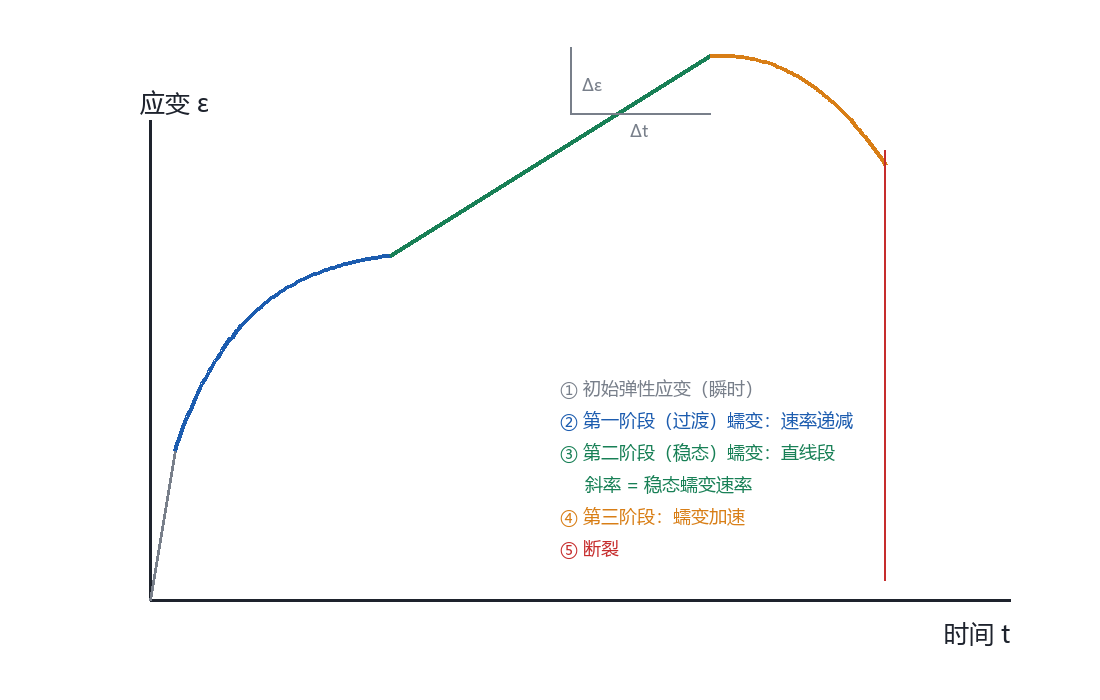 应变 ε
Δε
Δt
① 初始弹性应变（瞬时）
② 第一阶段（过渡）蠕变：速率递减
③ 第二阶段（稳态）蠕变：直线段
斜率 = 稳态蠕变速率
④ 第三阶段：蠕变加速
⑤ 断裂
时间 t